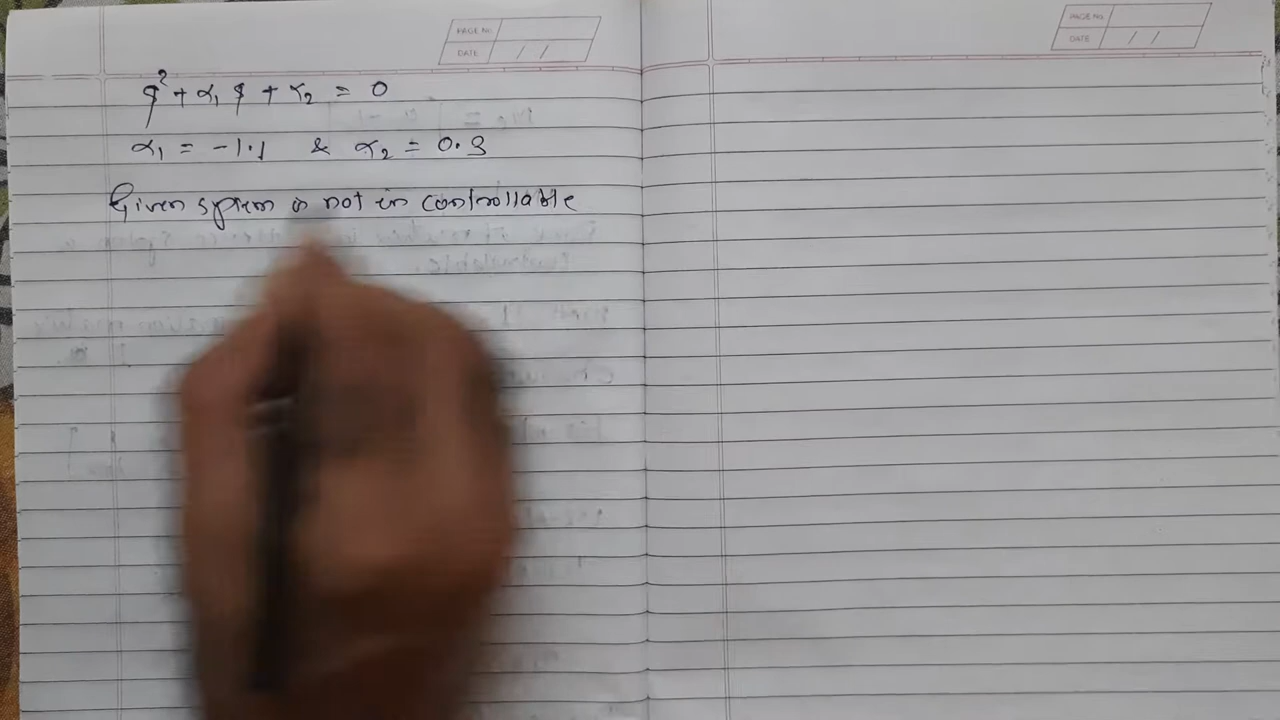 PAGE No.
DATE / /
PAGE No.
DATE / /
q² + α₁ q + α₂ = 0
α₁ = -1.1 & α₂ = 0.3
Given system is not in controllable